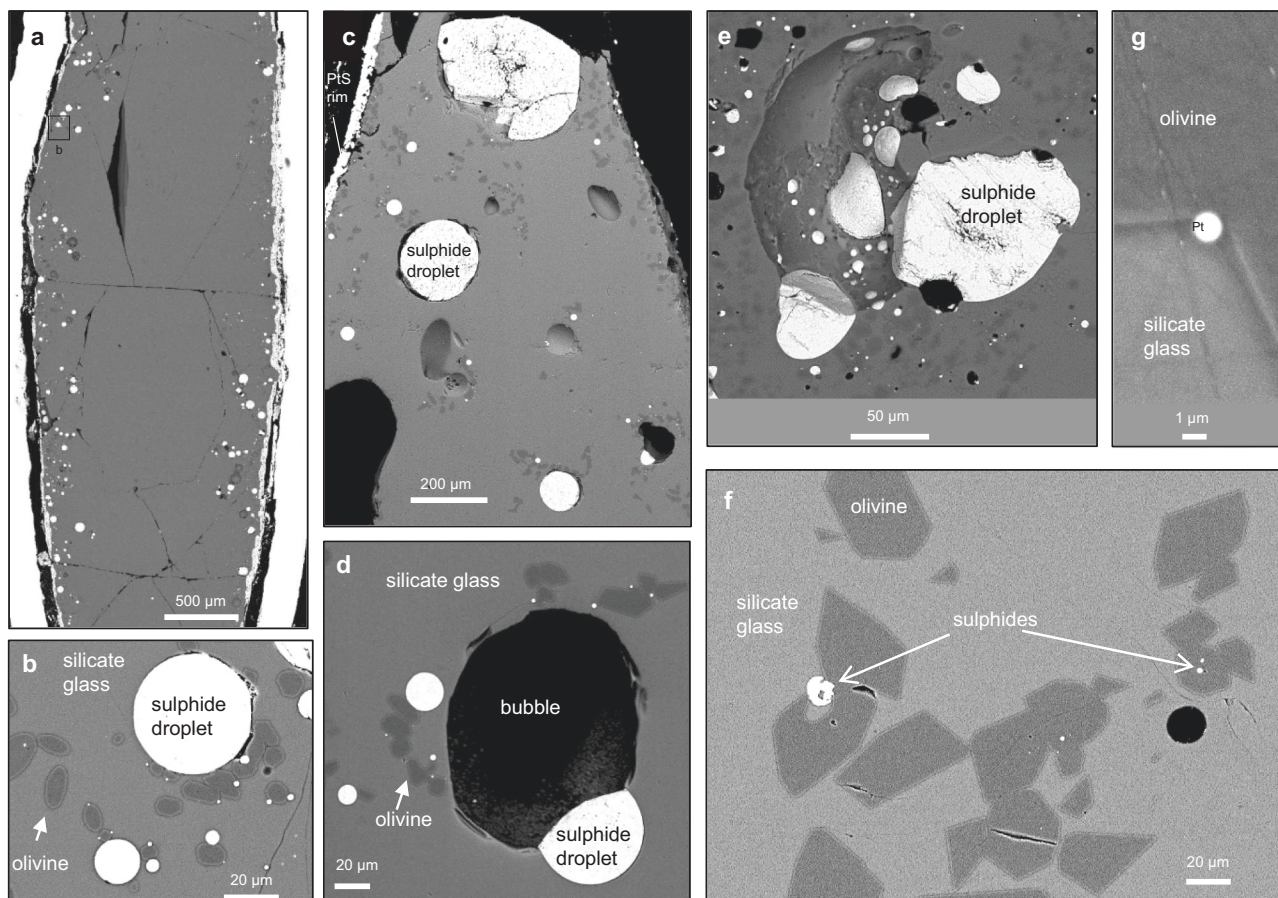 a
b
500 µm
b
silicate
glass
sulphide
droplet
olivine
20 µm
c
PtS
rim
sulphide
droplet
200 µm
d
silicate glass
bubble
olivine
sulphide
droplet
20 µm
e
sulphide
droplet
50 µm
g
olivine
Pt
silicate
glass
1 µm
f
olivine
silicate
glass
sulphides
20 µm